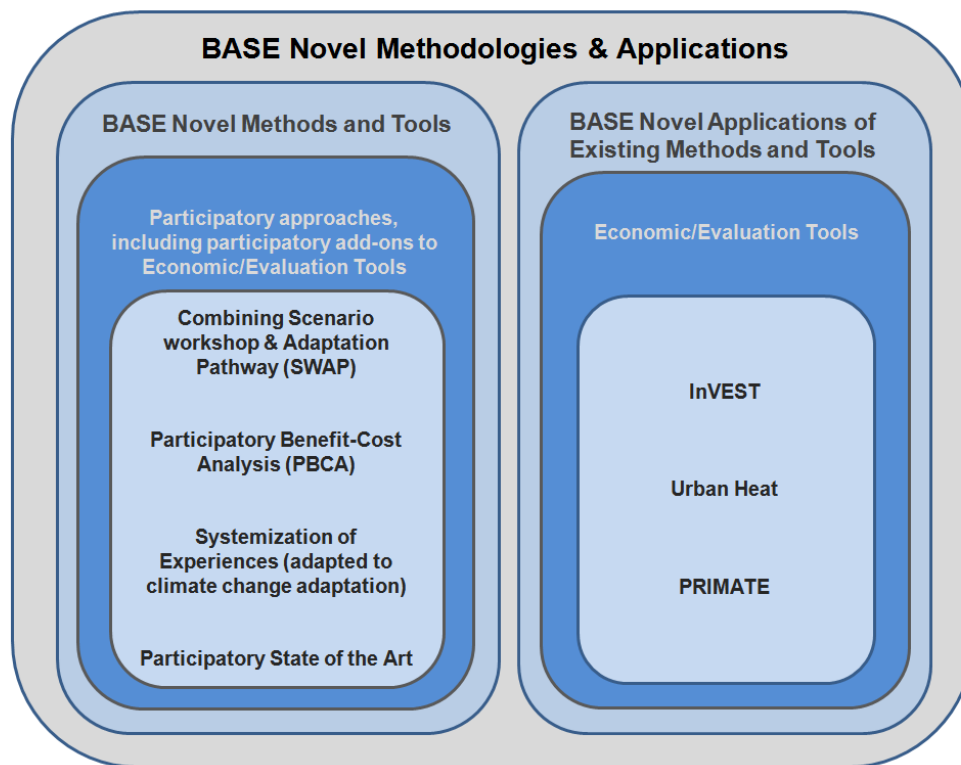 BASE Novel Methodologies & Applications
BASE Novel Methods and Tools
Participatory approaches,
including participatory add-ons to
Economic/Evaluation Tools
Combining Scenario
workshop & Adaptation
Pathway (SWAP)
Participatory Benefit-Cost
Analysis (PBCA)
Systemization of
Experiences (adapted to
climate change adaptation)
Participatory State of the Art
BASE Novel Applications of
Existing Methods and Tools
Economic/Evaluation Tools
InVEST
Urban Heat
PRIMATE